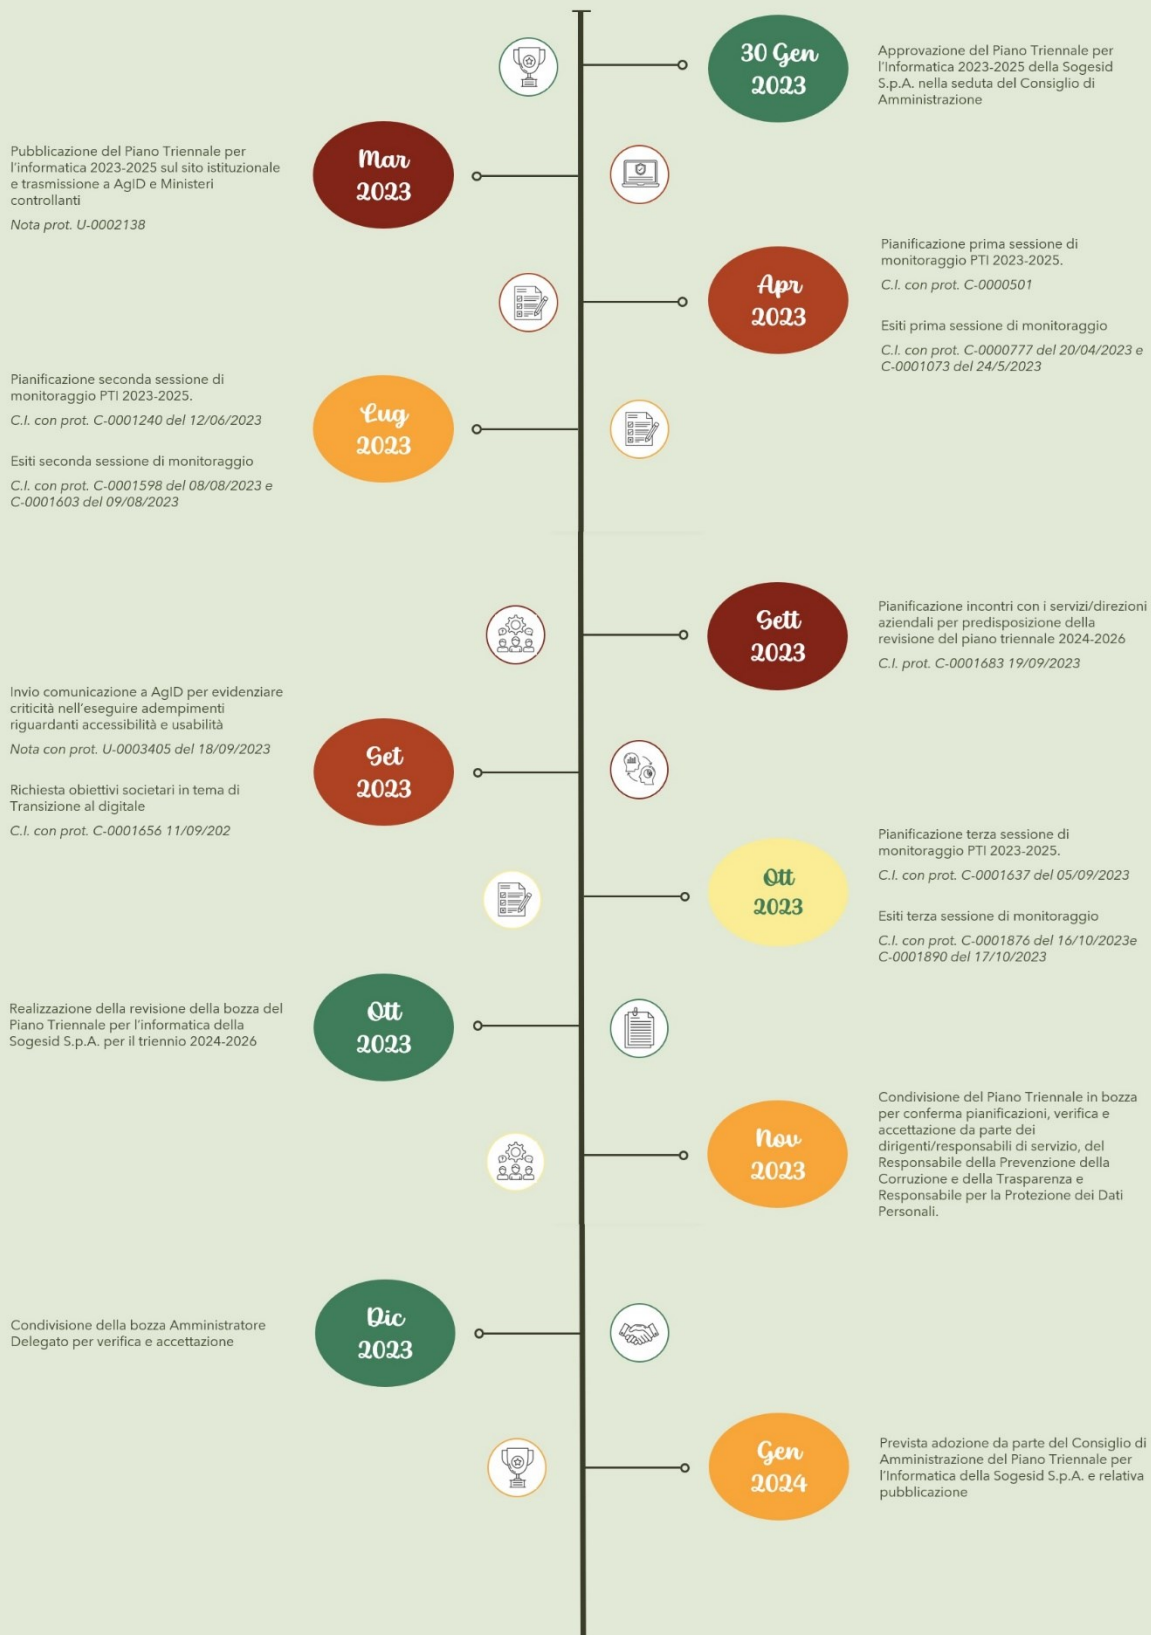 30 Gen
2023
Approvazione del Piano Triennale per
l'Informatica 2023-2025 della Sogesid
S.p.A. nella seduta del Consiglio di
Amministrazione
Mar
2023
Pubblicazione del Piano Triennale per
l'informatica 2023-2025 sul sito istituzionale
e trasmissione a AgID e Ministeri
controllanti
Nota prot. U-0002138
Apr
2023
Pianificazione prima sessione di
monitoraggio PTI 2023-2025.
C.I. con prot. C-0000501
Esiti prima sessione di monitoraggio
C.I. con prot. C-0000777 del 20/04/2023 e
C-0001073 del 24/5/2023
Lug
2023
Pianificazione seconda sessione di
monitoraggio PTI 2023-2025.
C.I. con prot. C-0001240 del 12/06/2023
Esiti seconda sessione di monitoraggio
C.I. con prot. C-0001598 del 08/08/2023 e
C-0001603 del 09/08/2023
Sett
2023
Pianificazione incontri con i servizi/direzioni
aziendali per predisposizione della
revisione del piano triennale 2024-2026
C.I. prot. C-0001683 19/09/2023
Set
2023
Invio comunicazione a AgID per evidenziare
criticità nell'eseguire adempimenti
riguardanti accessibilità e usabilità
Nota con prot. U-0003405 del 18/09/2023
Richiesta obiettivi societari in tema di
Transizione al digitale
C.I. con prot. C-0001656 11/09/202
Ott
2023
Pianificazione terza sessione di
monitoraggio PTI 2023-2025.
C.I. con prot. C-0001637 del 05/09/2023
Esiti terza sessione di monitoraggio
C.I. con prot. C-0001876 del 16/10/2023e
C-0001890 del 17/10/2023
Ott
2023
Realizzazione della revisione della bozza del
Piano Triennale per l'informatica della
Sogesid S.p.A. per il triennio 2024-2026
Nov
2023
Condivisione del Piano Triennale in bozza
per conferma pianificazioni, verifica e
accettazione da parte dei
dirigenti/responsabili di servizio, del
Responsabile della Prevenzione della
Corruzione e della Trasparenza e
Responsabile per la Protezione dei Dati
Personali.
Dic
2023
Condivisione della bozza Amministratore
Delegato per verifica e accettazione
Gen
2024
Prevista adozione da parte del Consiglio di
Amministrazione del Piano Triennale per
l'Informatica della Sogesid S.p.A. e relativa
pubblicazione